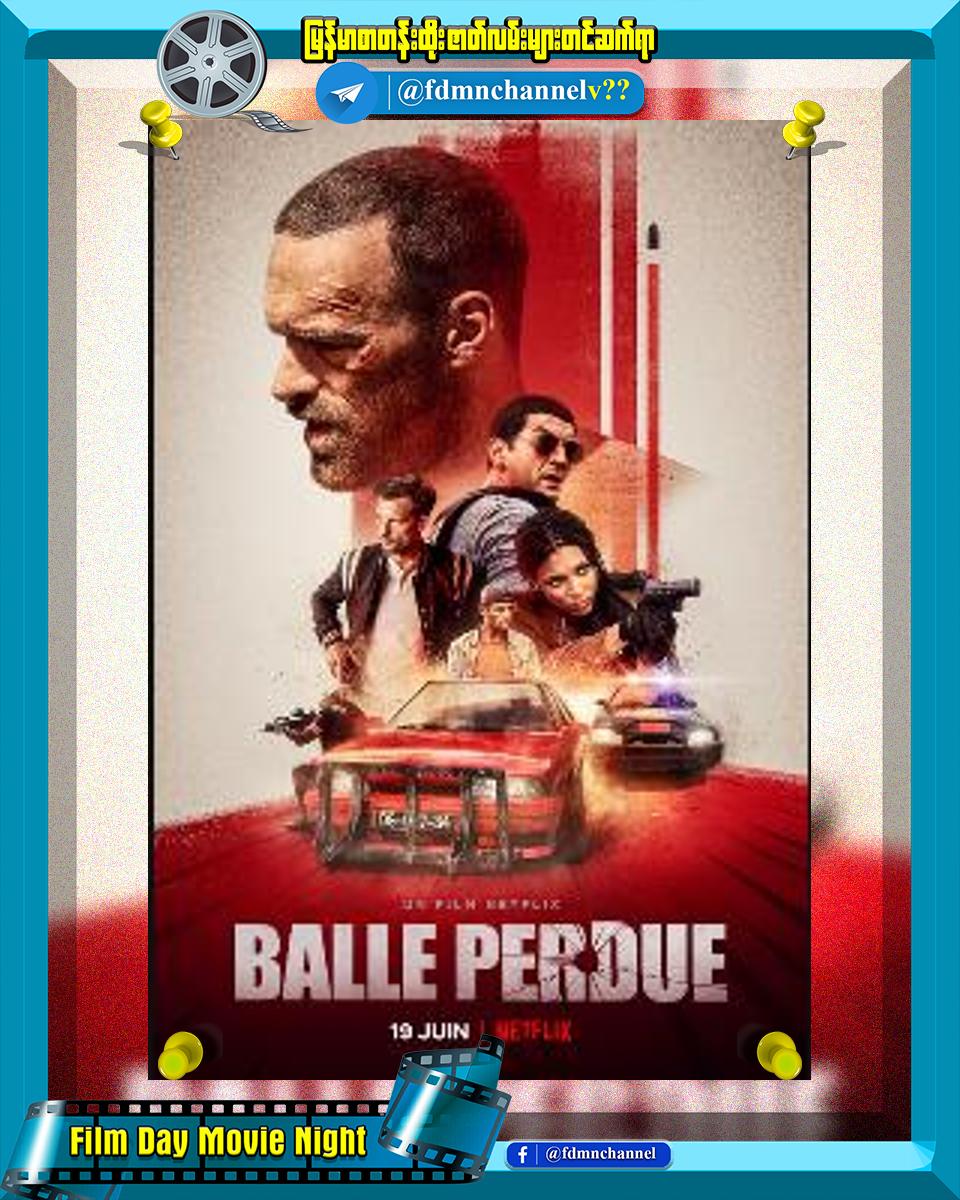 မြန်မာစာတန်းထိုးဇာတ်လမ်းများတင်ဆက်ရာ
@fdmnchannelv??
UN FILM NETFLIX
BALLE PERDUE
19 JUIN | NETFLIX
Film Day Movie Night
@fdmnchannel